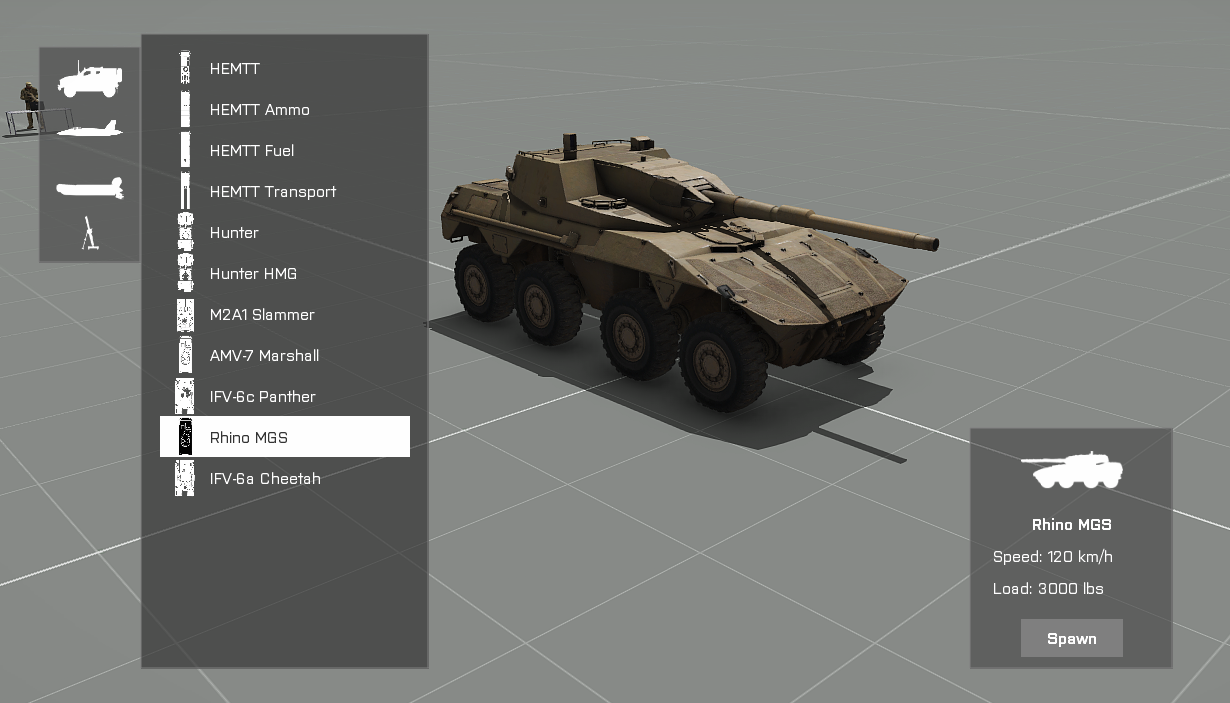 HEMTT
HEMTT Ammo
HEMTT Fuel
HEMTT Transport
Hunter
Hunter HMG
M2A1 Slammer
AMV-7 Marshall
IFV-6c Panther
Rhino MGS
IFV-6a Cheetah
Rhino MGS
Speed: 120 km/h
Load: 3000 lbs
Spawn